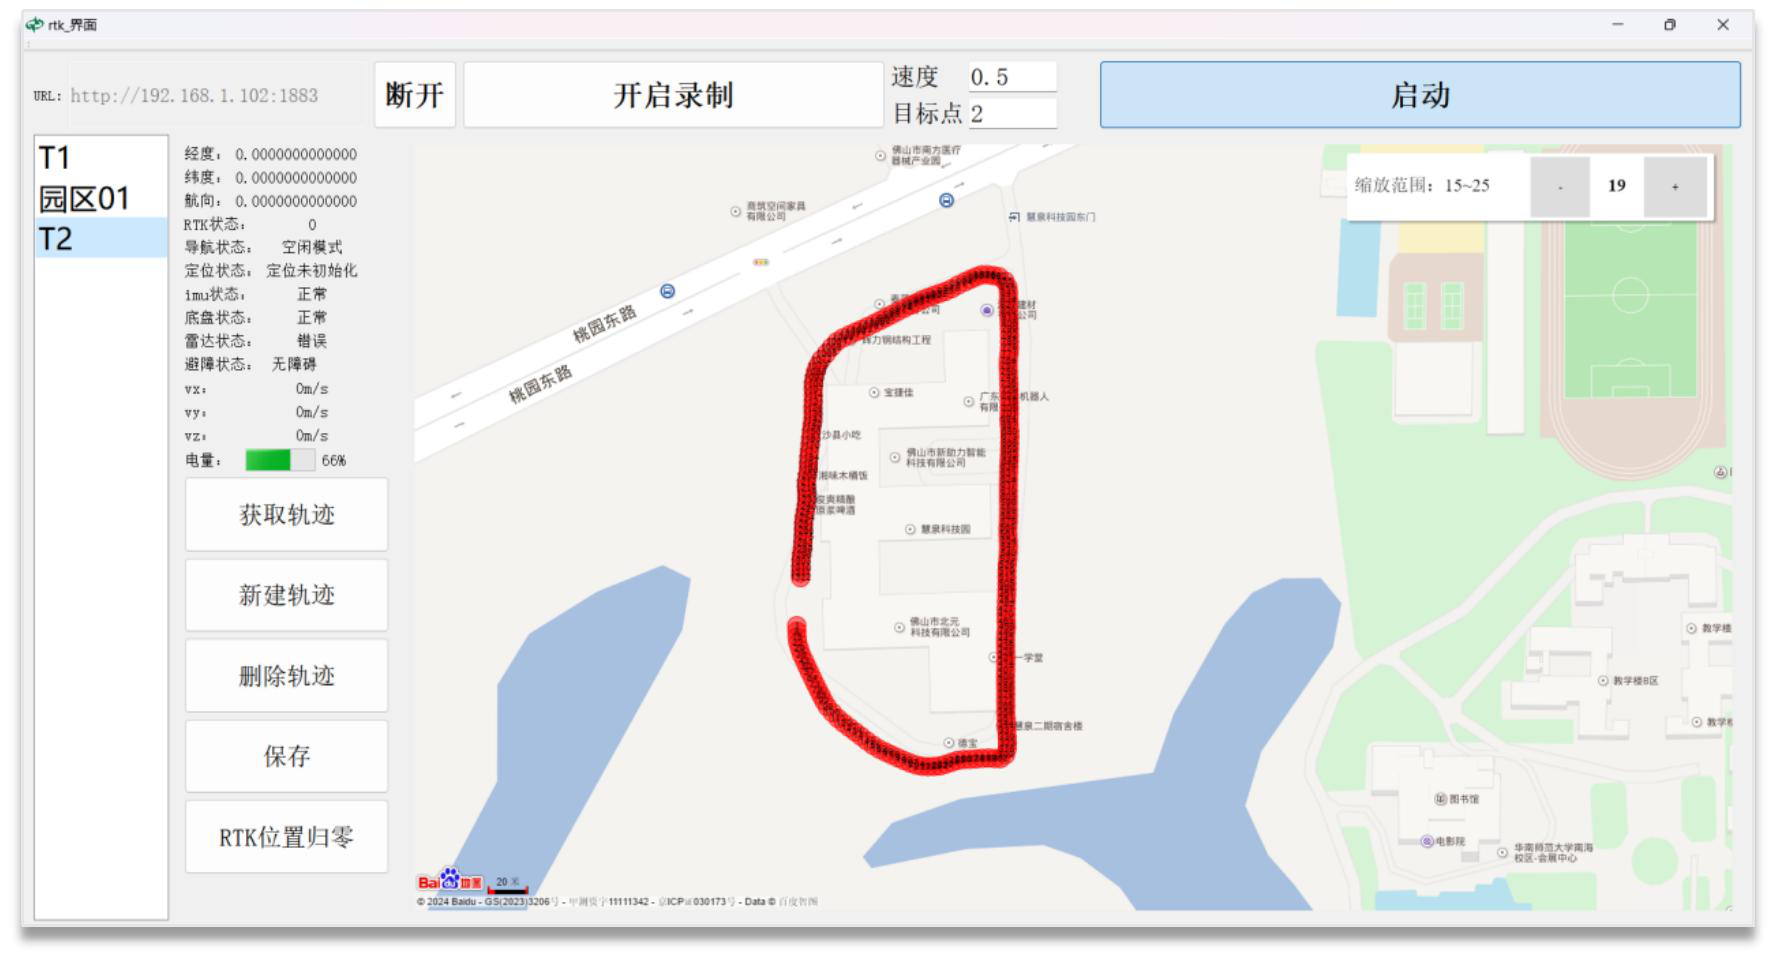 rtk_界面
URL: http://192.168.1.102:1883
断开
开启录制
速度 0.5
目标点 2
启动
T1
园区01
T2
经度: 0.0000000000000
纬度: 0.0000000000000
航向: 0.0000000000000
RTK状态: 0
导航状态: 空闲模式
定位状态: 定位未初始化
imu状态: 正常
底盘状态: 正常
雷达状态: 错误
避障状态: 无障碍
vx: 0m/s
vy: 0m/s
vz: 0m/s
电量: 66%
获取轨迹
新建轨迹
删除轨迹
保存
RTK位置归零
缩放范围: 15~25
- 19 +
佛山市南方医疗
器械产业园
商筑空间家具
有限公司
慧泉科技园东门
桃园东路
桃园东路
建材
公司
公司
力钢结构工程
宝捷佳
广东
机器人
有限
沙县小吃
佛山市新助力智能
科技有限公司
湘味木桶饭
慧泉科技园
佛山市北元
科技有限公司
一学堂
慧泉二期宿舍楼
德宝
教学楼
教学楼B区
教学
图书馆
电影院
华南师范大学南海
校区-会展中心
Bai 地图
20 米
© 2024 Baidu - GS(2023)3206号 - 甲测资字11111342 - 京ICP证030173号 - Data © 百度智图